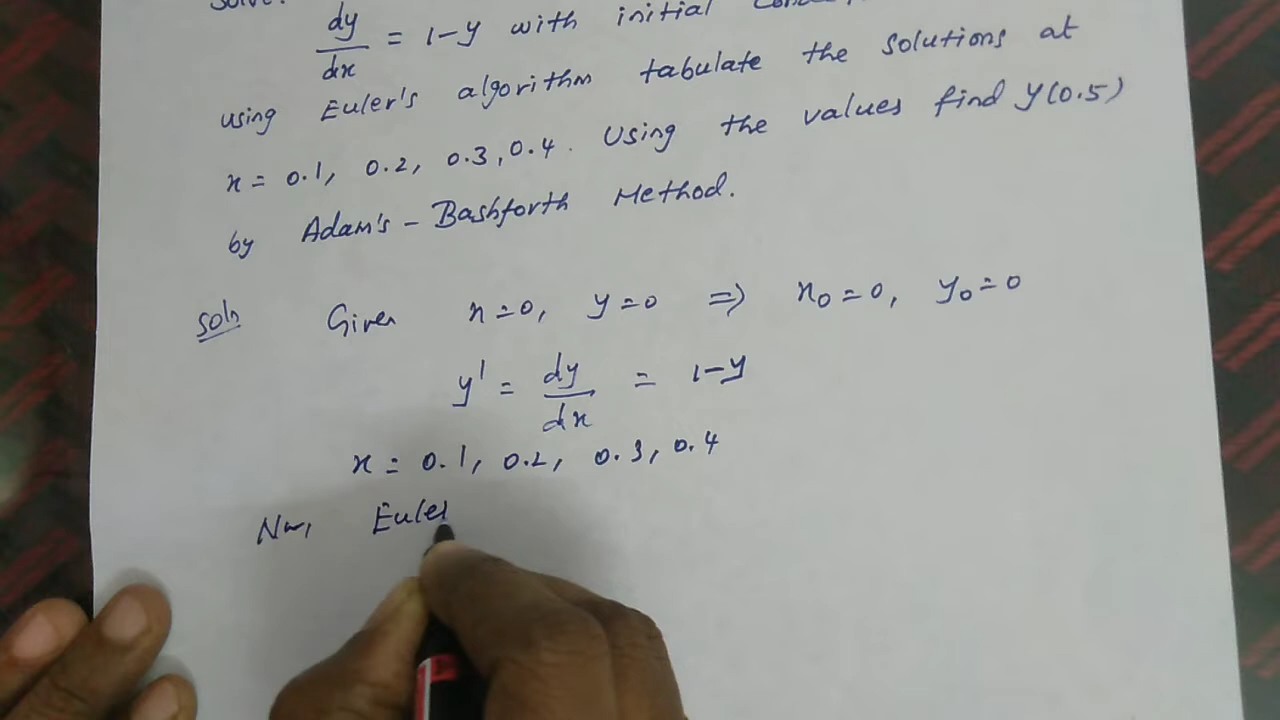 Solve:
dy/dx = 1-y with initial
using Euler's algorithm tabulate the solutions at
x = 0.1, 0.2, 0.3, 0.4. Using the values find y(0.5)
by Adam's - Bashforth Method.
Soln Given x=0, y=0 ⇒ x₀=0, y₀=0
y' = dy/dx = 1-y
x = 0.1, 0.2, 0.3, 0.4
Now, Euler